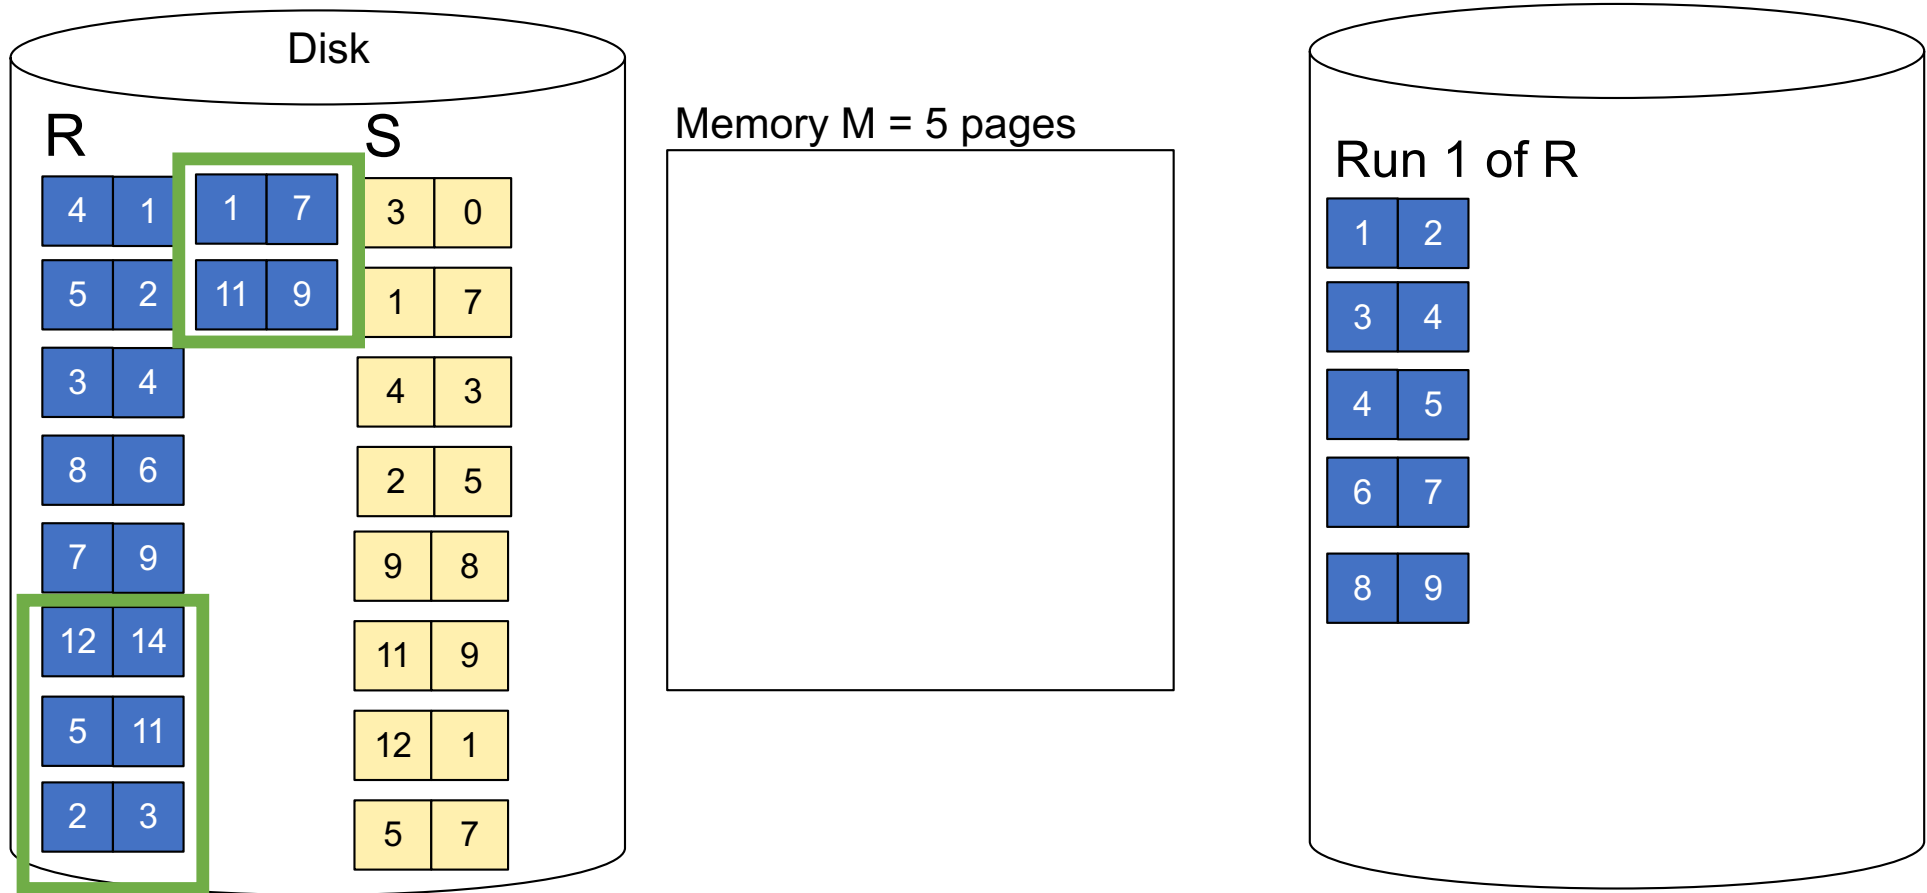 Disk
R S
Memory M = 5 pages
Run 1 of R
4 1 1 7 3 0
1 2
5 2 11 9 1 7
3 4
3 4 4 3
4 5
8 6 2 5
6 7
7 9 9 8
8 9
12 14 11 9
5 11 12 1
2 3 5 7